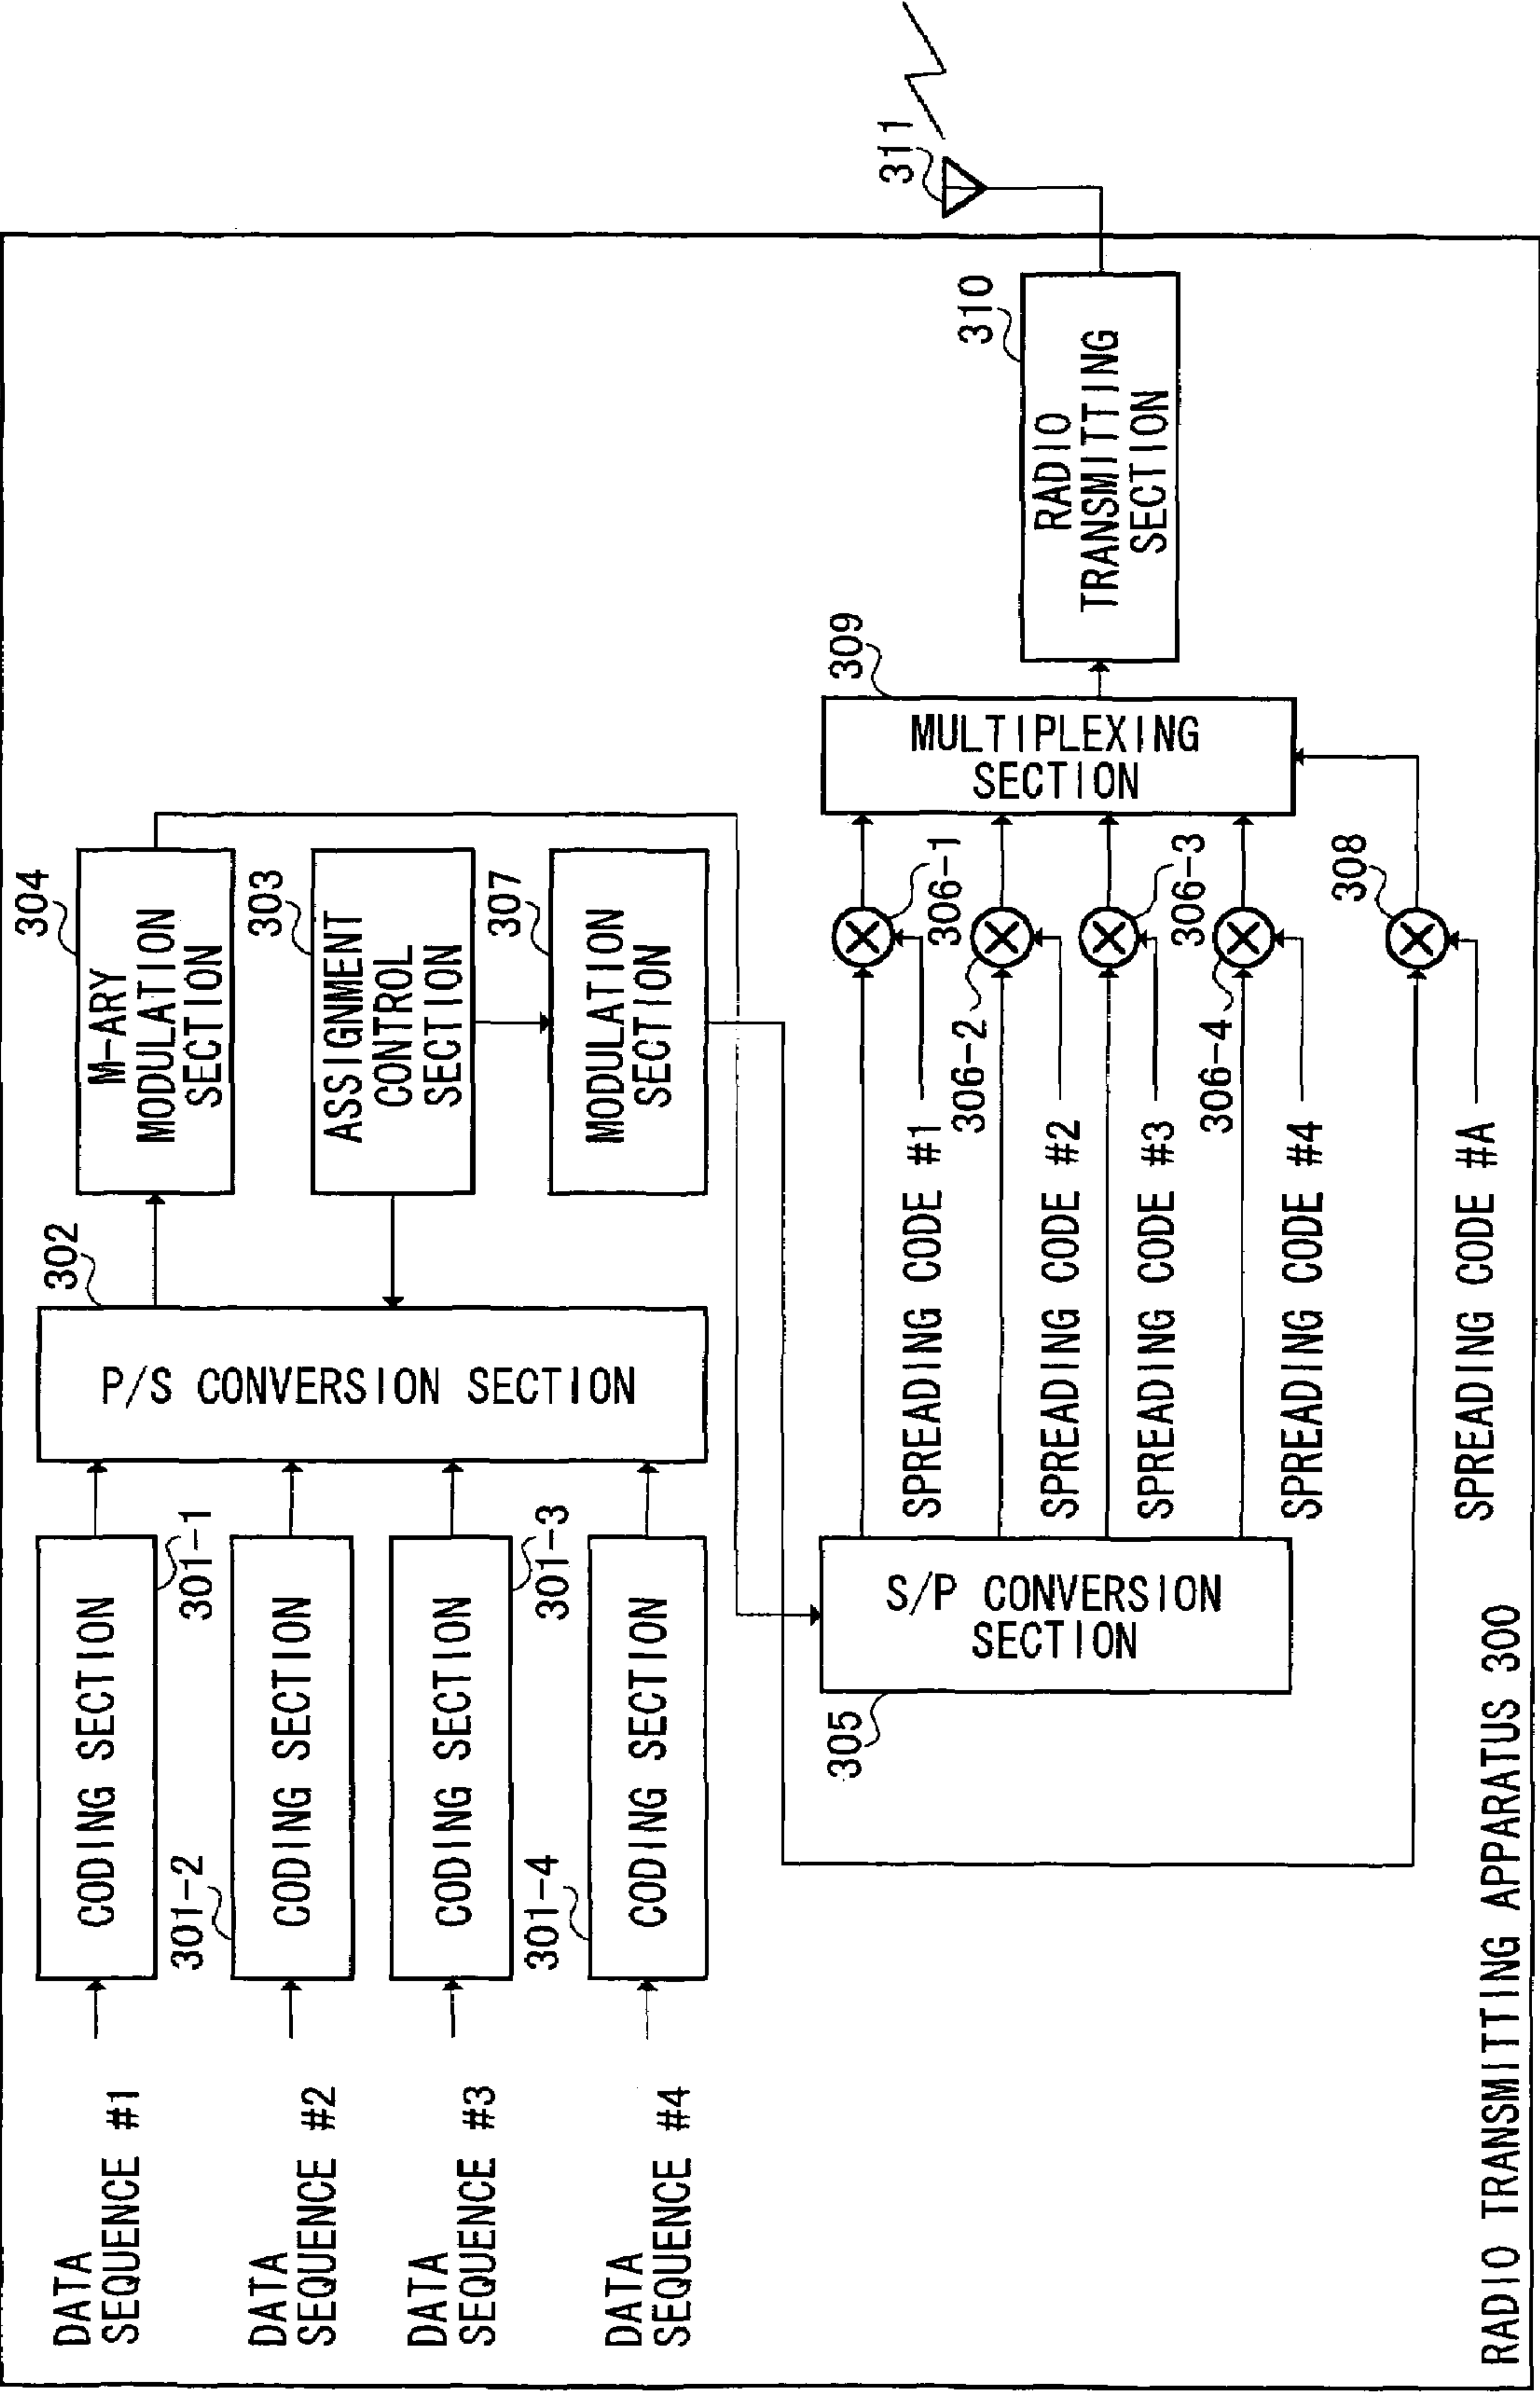 DATA
SEQUENCE #1
DATA
SEQUENCE #2
DATA
SEQUENCE #3
DATA
SEQUENCE #4
CODING SECTION
301-1
301-2
CODING SECTION
CODING SECTION
301-3
301-4
CODING SECTION
302
P/S CONVERSION SECTION
304
M-ARY
MODULATION
SECTION
303
ASSIGNMENT
CONTROL
SECTION
307
MODULATION
SECTION
305
S/P CONVERSION
SECTION
SPREADING CODE #1
SPREADING CODE #2
SPREADING CODE #3
SPREADING CODE #4
SPREADING CODE #A
306-1
306-2
306-3
306-4
308
309
MULTIPLEXING
SECTION
310
RADIO
TRANSMITTING
SECTION
311
RADIO TRANSMITTING APPARATUS 300